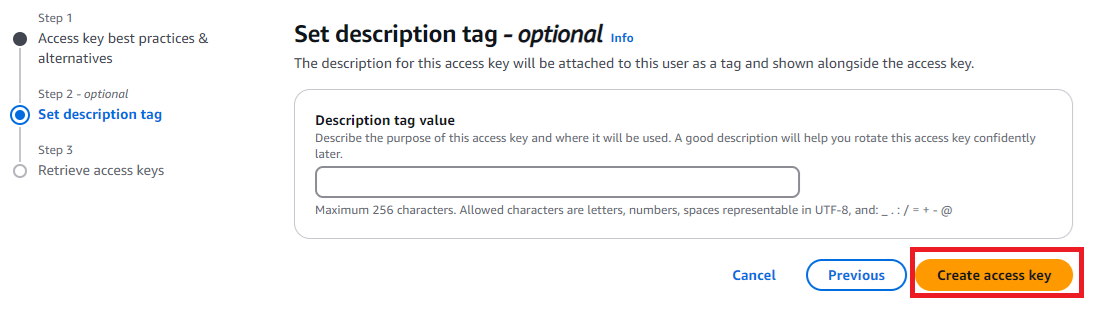 Step 1
Access key best practices &
alternatives
Step 2 - optional
Set description tag
Step 3
Retrieve access keys
Set description tag - optional Info
The description for this access key will be attached to this user as a tag and shown alongside the access key.
Description tag value
Describe the purpose of this access key and where it will be used. A good description will help you rotate this access key confidently
later.
Maximum 256 characters. Allowed characters are letters, numbers, spaces representable in UTF-8, and: _ . : / = + - @
Cancel
Previous
Create access key